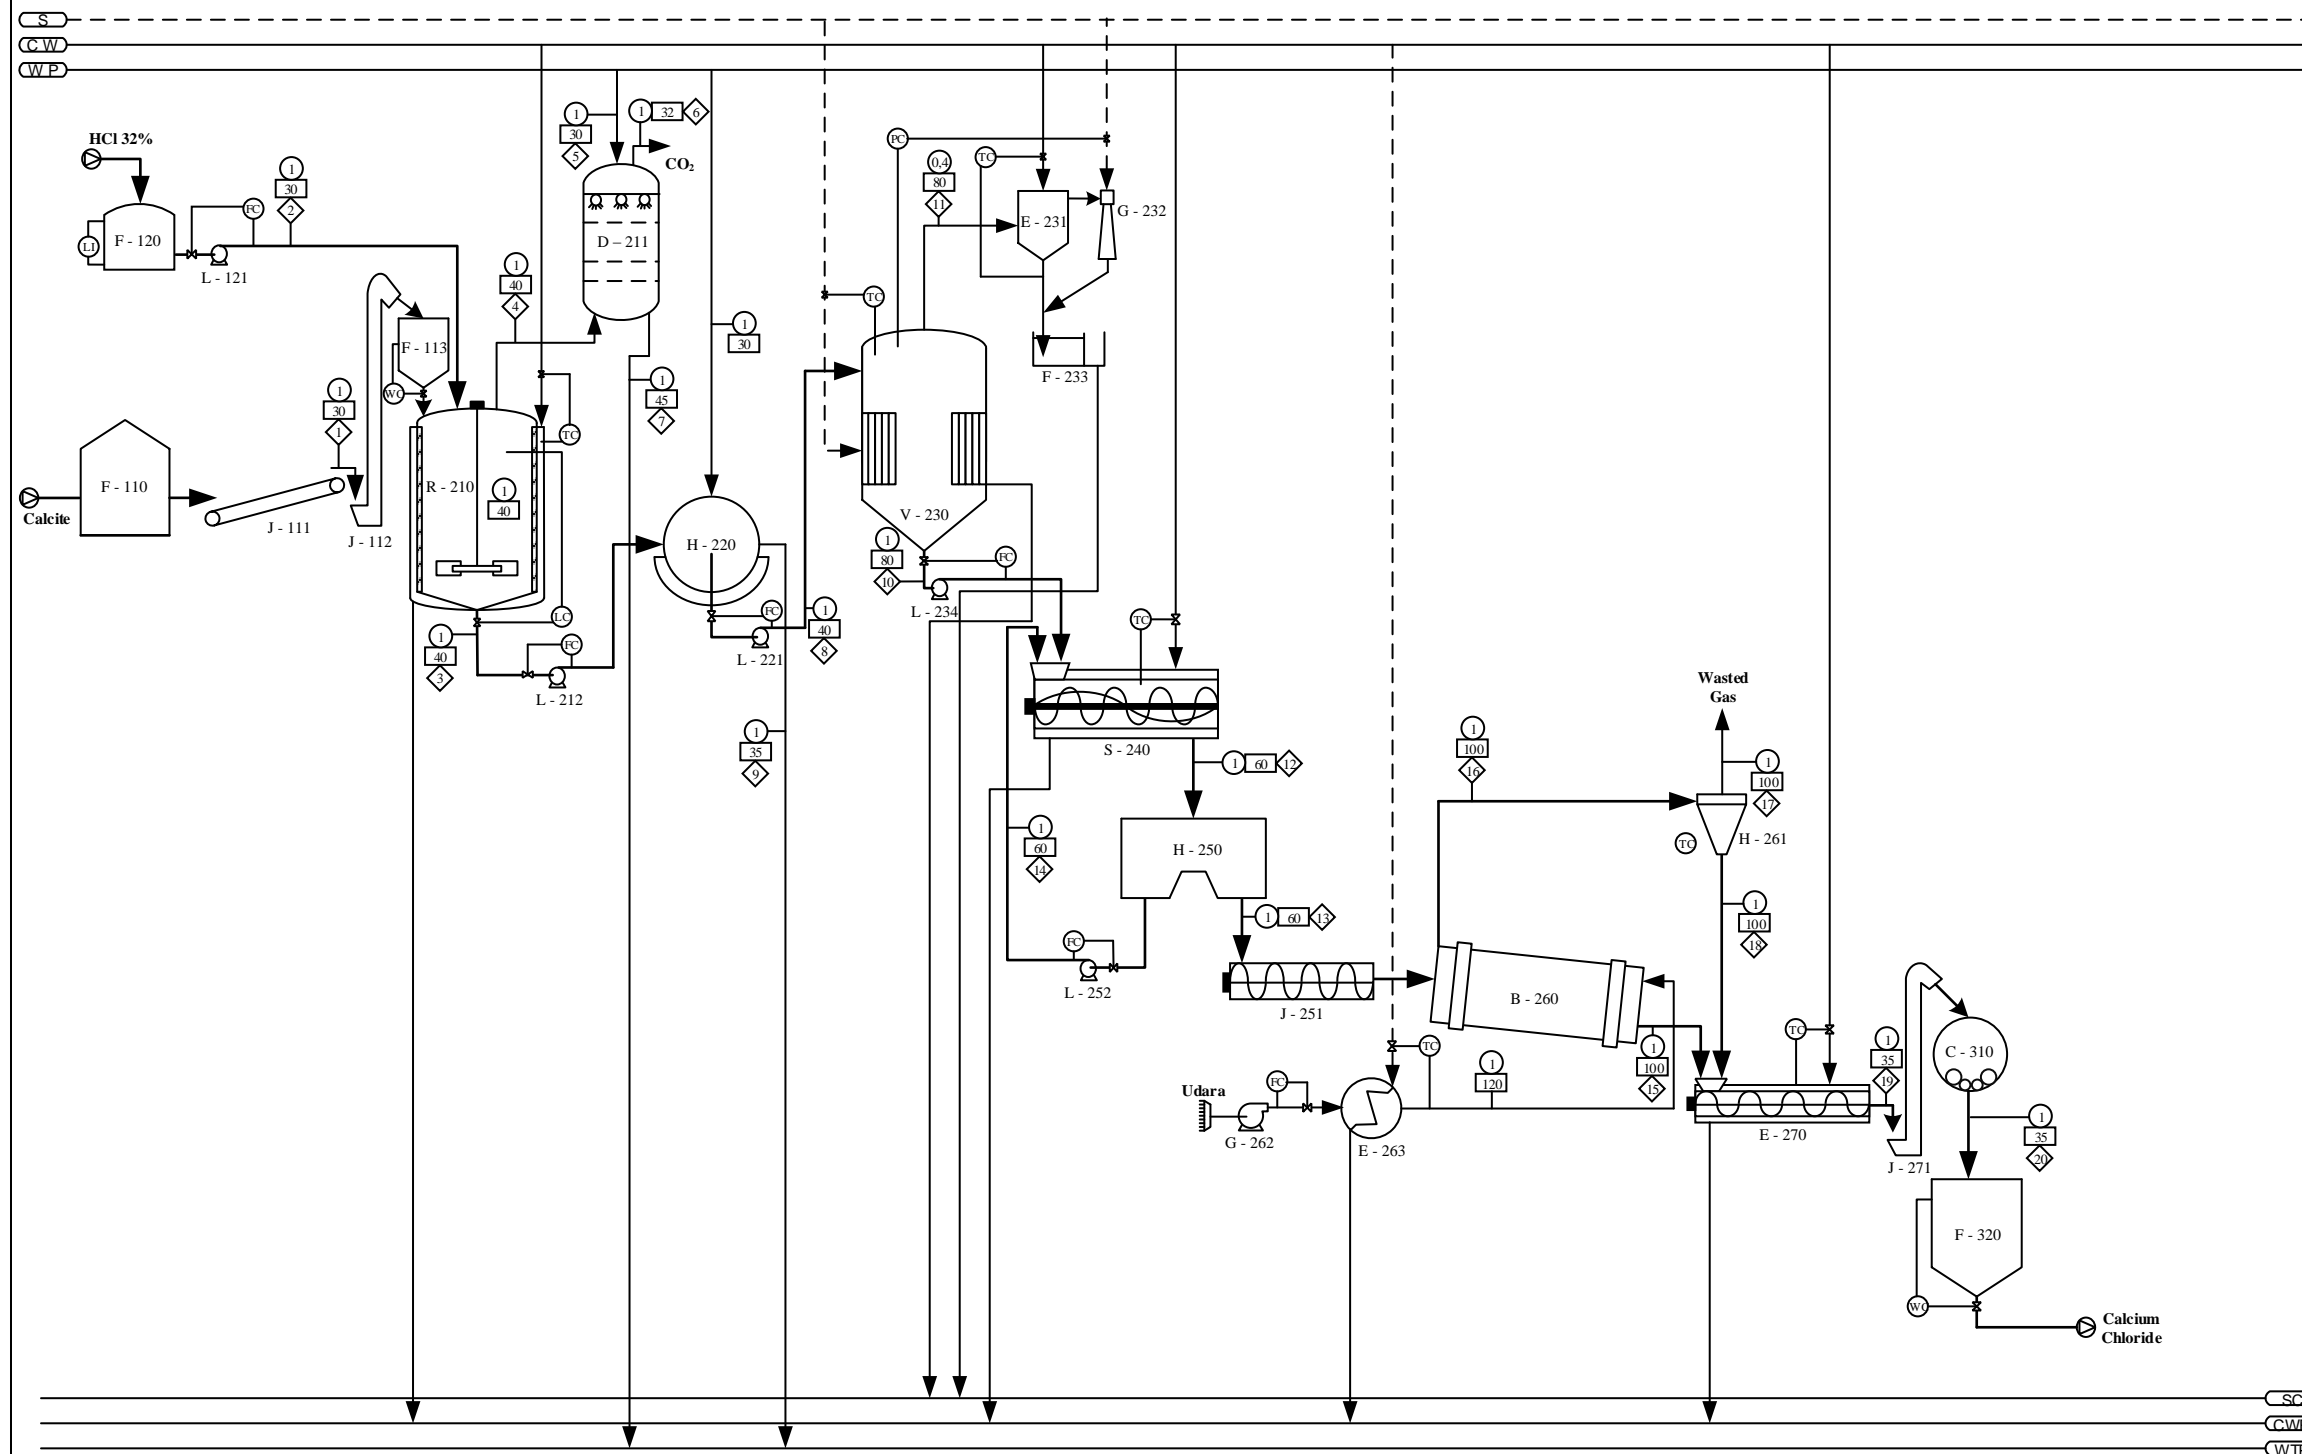 S
CW
WP
1
32
6
1
30
5
CO₂
HCl 32%
1
30
2
FC
LI
F - 120
L - 121
D – 211
PC
0,4
80
11
TC
E - 231
G - 232
1
40
4
TC
F - 113
WC
1
30
F - 233
1
30
1
1
45
7
TC
F - 110
Calcite
J - 111
J - 112
R - 210
1
40
H - 220
V - 230
1
80
10
FC
L - 234
LC
FC
1
40
3
L - 212
FC
L - 221
1
40
8
TC
S - 240
1
35
9
1
60
12
Wasted
Gas
1
100
16
1
100
17
TC
H - 261
1
60
14
H - 250
1
60
13
1
100
18
FC
L - 252
J - 251
B - 260
TC
1
120
1
100
15
TC
1
35
19
C - 310
Udara
FC
G - 262
E - 263
E - 270
J - 271
1
35
20
F - 320
WC
Calcium
Chloride
SC